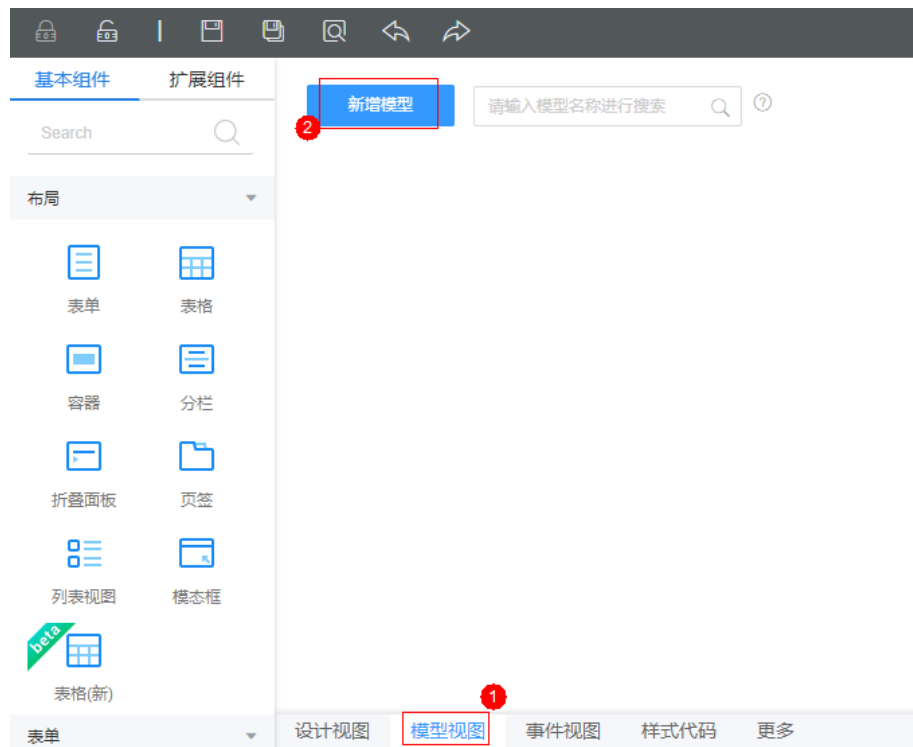 基本组件 扩展组件
新增模型 请输入模型名称进行搜索
2
Search
布局
表单 表格
容器 分栏
折叠面板 页签
列表视图 模态框
beta
表格(新)
1
表单
设计视图 模型视图 事件视图 样式代码 更多